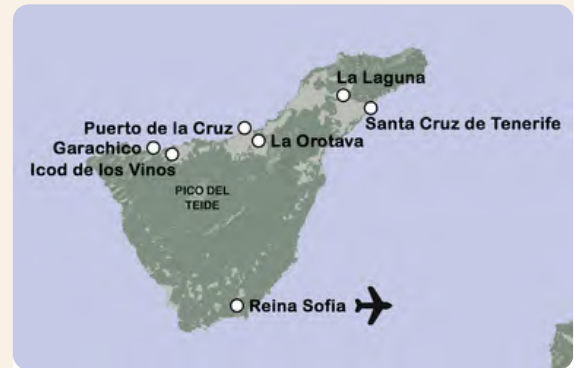 La Laguna
Santa Cruz de Tenerife
Puerto de la Cruz
La Orotava
Garachico
Icod de los Vinos
PICO DEL
TEIDE
Reina Sofia